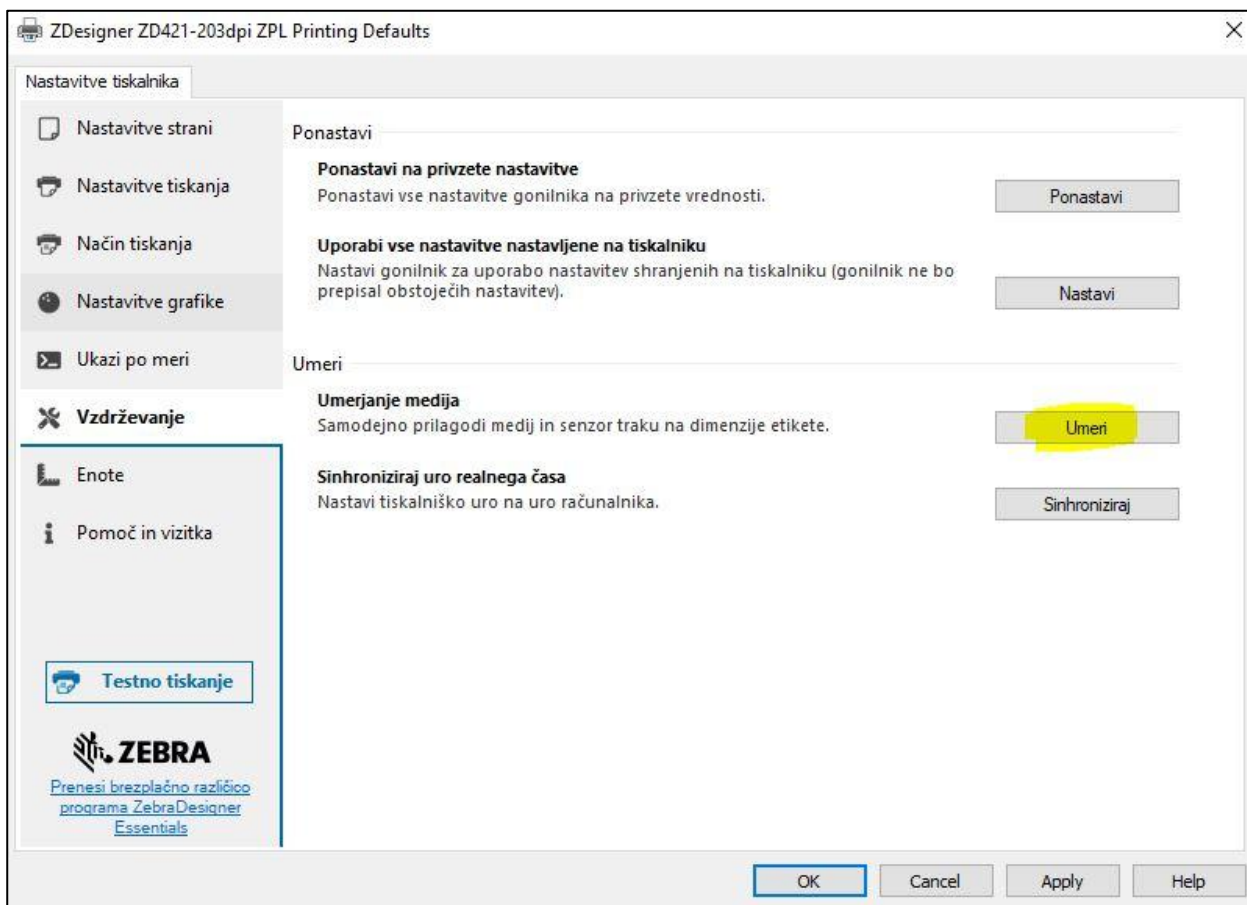 ZDesigner ZD421-203dpi ZPL Printing Defaults
Nastavitve tiskalnika
Nastavitve strani
Nastavitve tiskanja
Način tiskanja
Nastavitve grafike
Ukazi po meri
Vzdrževanje
Enote
Pomoč in vizitka
Testno tiskanje
ZEBRA
Prenesi brezplačno različico
programa ZebraDesigner
Essentials
Ponastavi
Ponastavi na privzete nastavitve
Ponastavi vse nastavitve gonilnika na privzete vrednosti.
Ponastavi
Uporabi vse nastavitve nastavljene na tiskalniku
Nastavi gonilnik za uporabo nastavitev shranjenih na tiskalniku (gonilnik ne bo
prepisal obstoječih nastavitev).
Nastavi
Umeri
Umerjanje medija
Samodejno prilagodi medij in senzor traku na dimenzije etikete.
Umeri
Sinhroniziraj uro realnega časa
Nastavi tiskalniško uro na uro računalnika.
Sinhroniziraj
OK
Cancel
Apply
Help